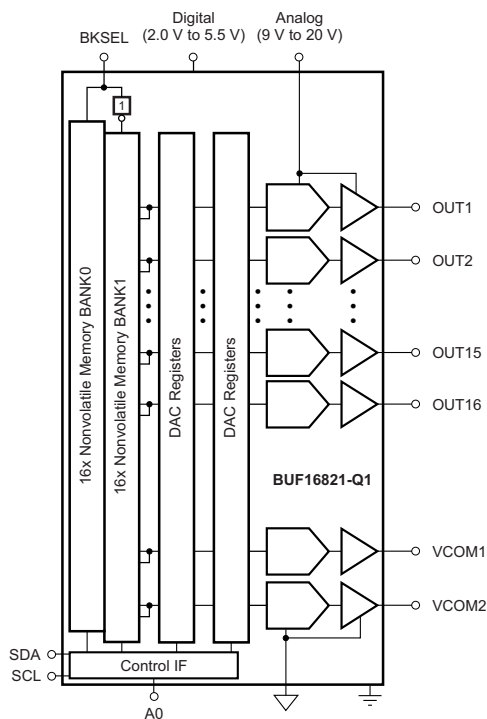 BKSEL
Digital
(2.0 V to 5.5 V)
Analog
(9 V to 20 V)
1
16x Nonvolatile Memory BANK0
16x Nonvolatile Memory BANK1
DAC Registers
DAC Registers
OUT1
OUT2
OUT15
OUT16
BUF16821-Q1
VCOM1
VCOM2
SDA
SCL
Control IF
A0